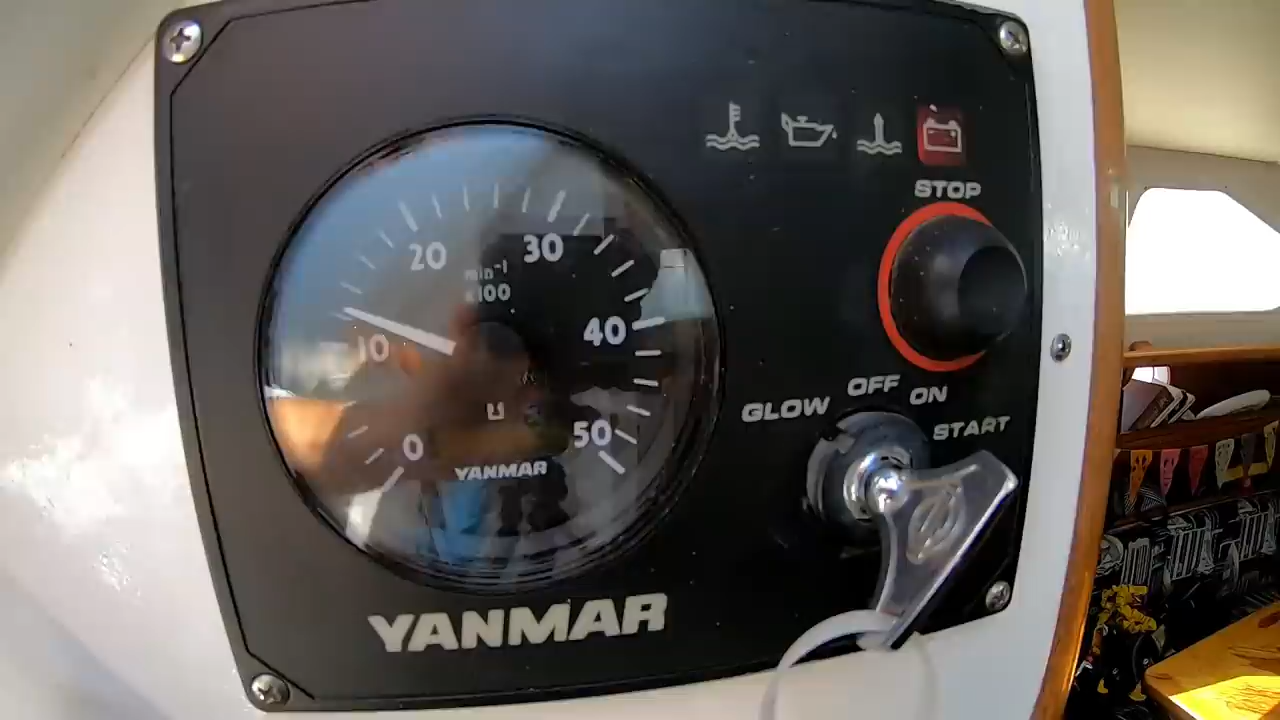 STOP
20
30
min⁻¹
x100
10
40
GLOW
OFF
ON
START
0
50
YANMAR
YANMAR